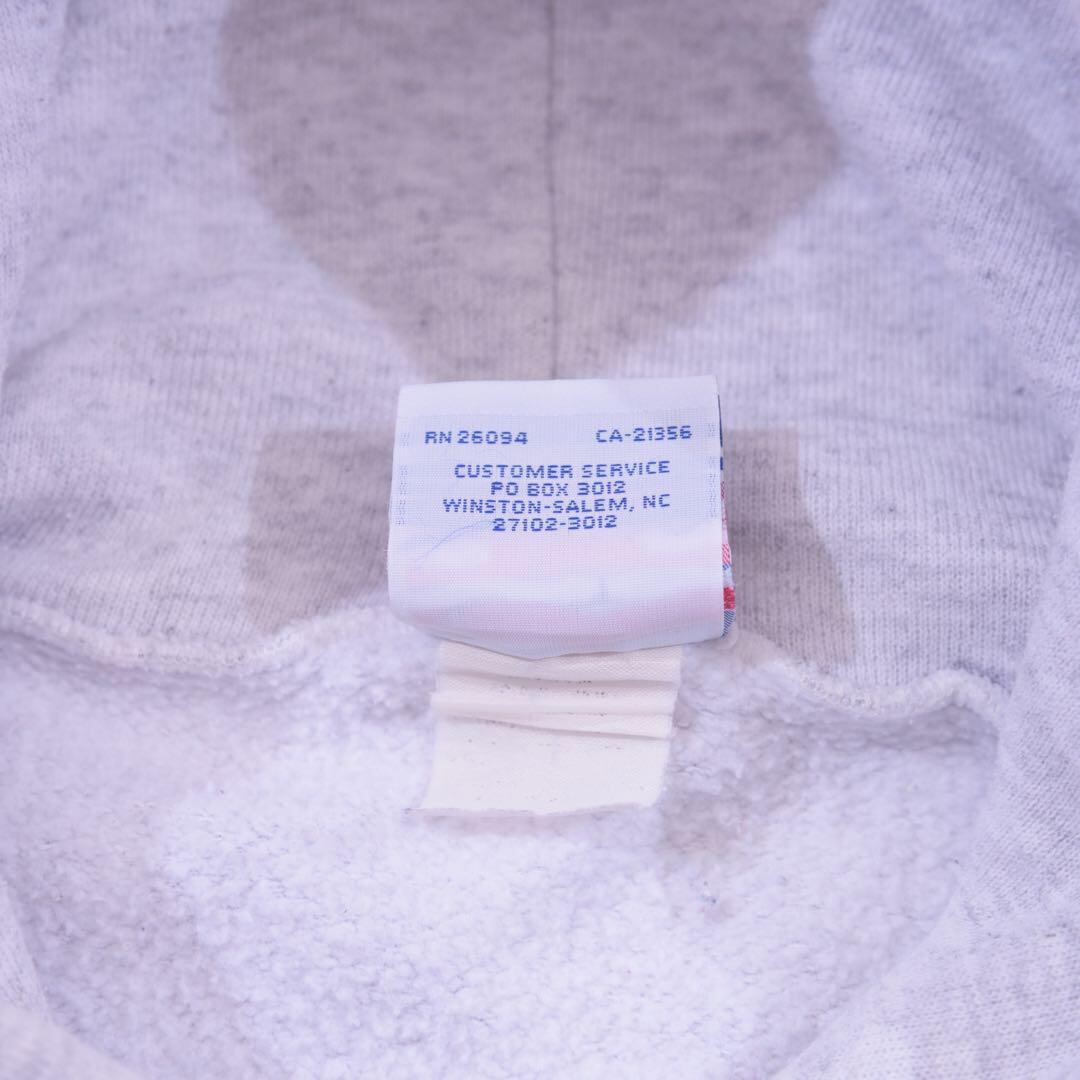 RN 26094 CA-21356
CUSTOMER SERVICE
PO BOX 3012
WINSTON-SALEM, NC
27102-3012